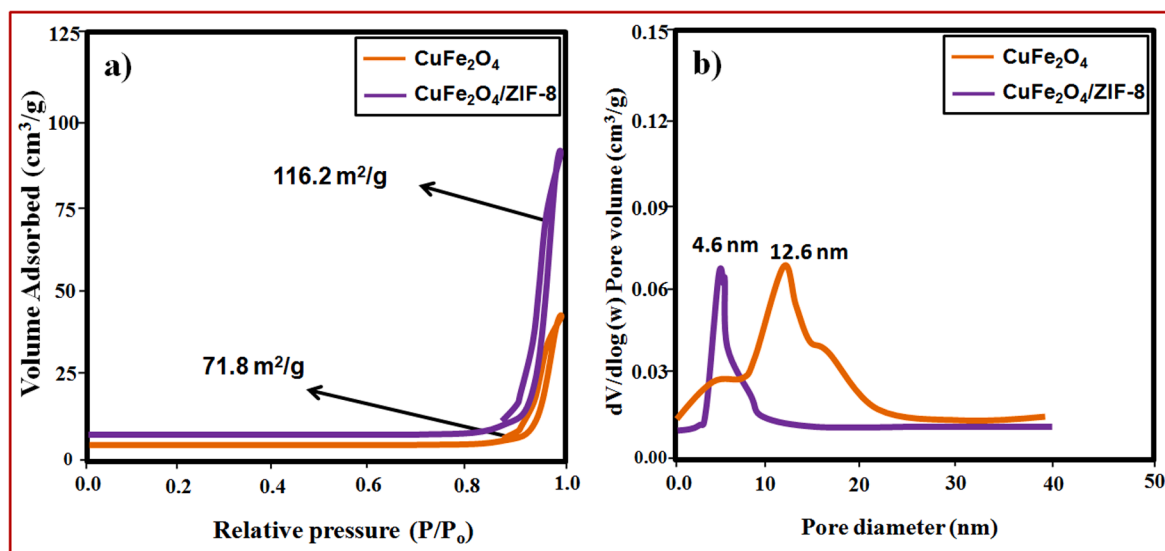 a)
CuFe₂O₄
CuFe₂O₄/ZIF-8
116.2 m²/g
71.8 m²/g
Volume Adsorbed (cm³/g)
125
100
75
50
25
0
0.0 0.2 0.4 0.6 0.8 1.0
Relative pressure (P/Pₒ)
b)
CuFe₂O₄
CuFe₂O₄/ZIF-8
4.6 nm
12.6 nm
dV/dlog (w) Pore volume (cm³/g)
0.15
0.12
0.09
0.06
0.03
0.00
0.0 10 20 30 40 50
Pore diameter (nm)